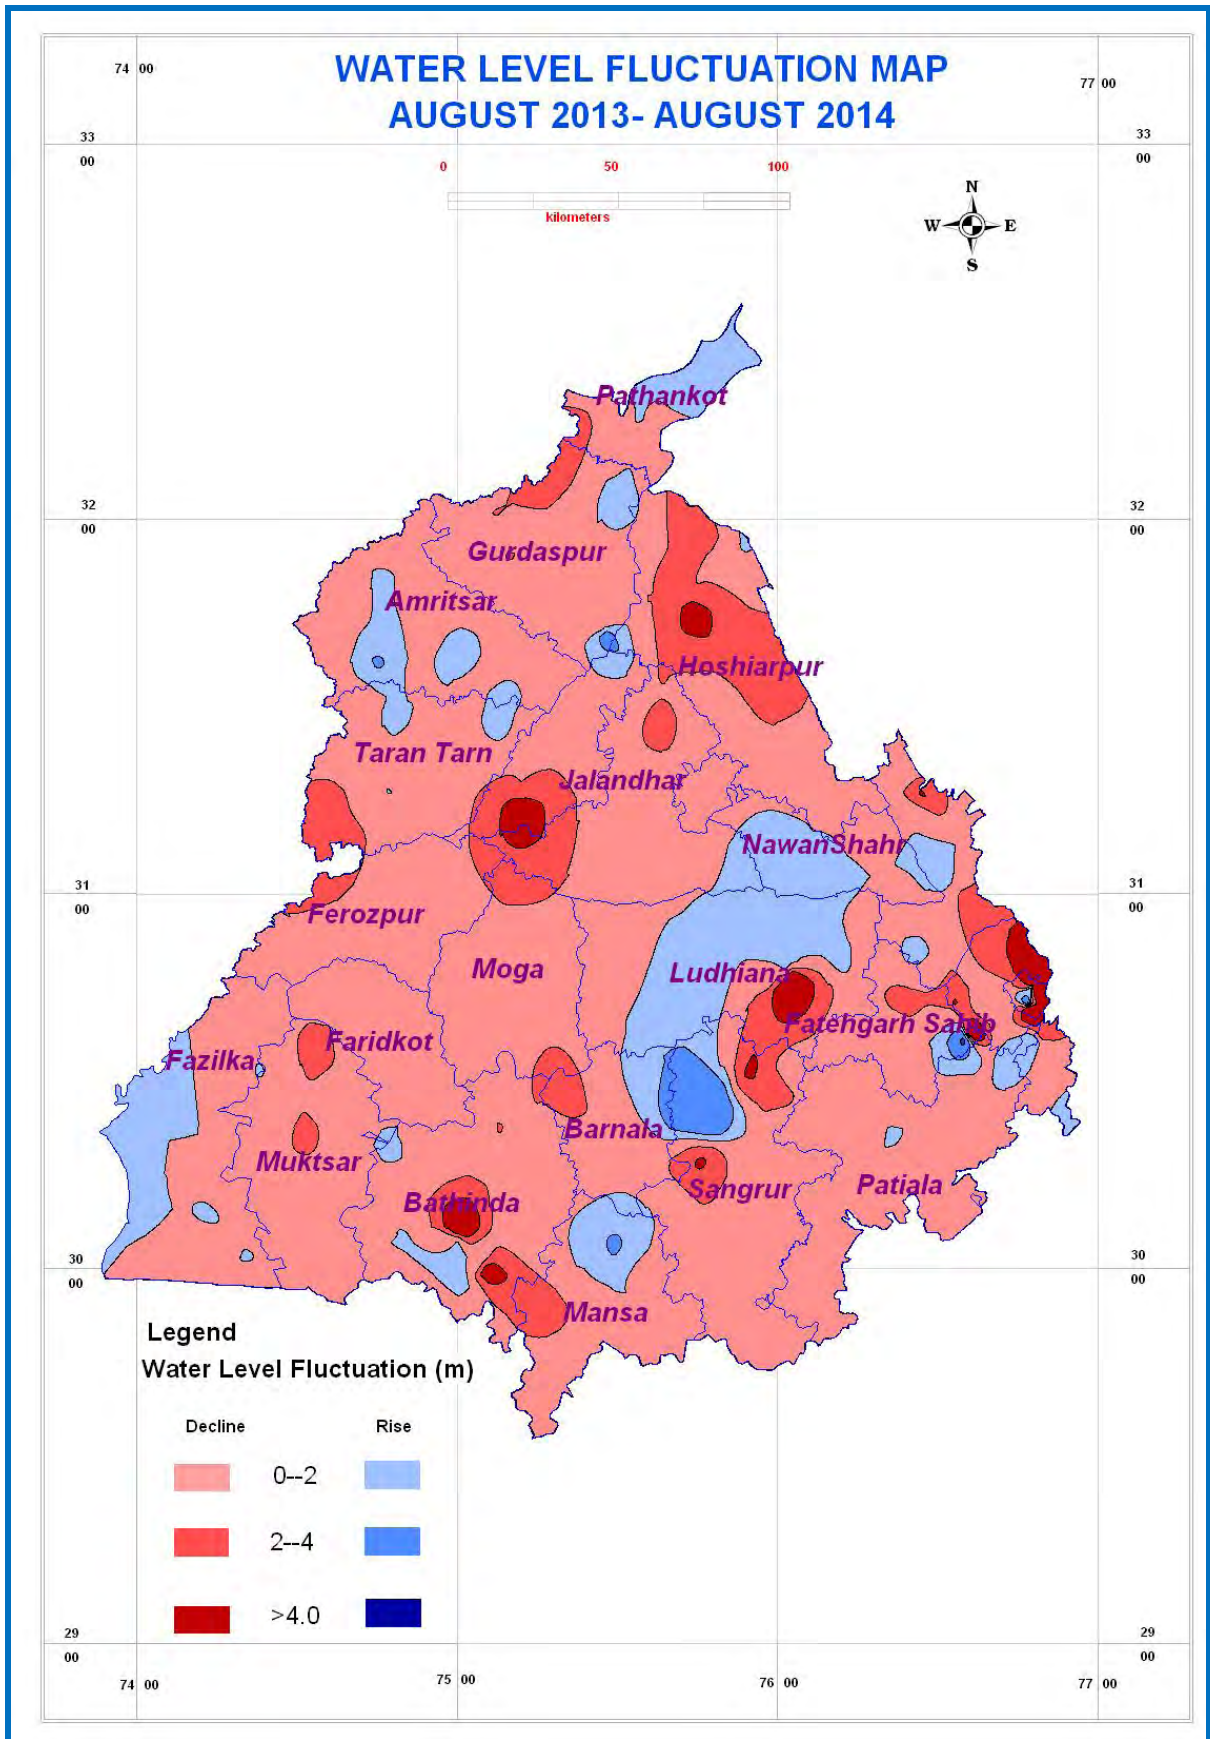 WATER LEVEL FLUCTUATION MAP
AUGUST 2013- AUGUST 2014
74 00
77 00
33
00
33
00
0 50 100
kilometers
N
W E
S
Pathankot
32
00
32
00
Gurdaspur
Amritsar
Hoshiarpur
Taran Tarn
Jalandhar
NawanShahr
31
00
31
00
Ferozpur
Moga
Ludhiana
Fatehgarh Sahib
Faridkot
Fazilka
Barnala
Muktsar
Sangrur
Patiala
Bathinda
30
00
30
00
Mansa
Legend
Water Level Fluctuation (m)
Decline Rise
0--2
2--4
>4.0
29
00
29
00
74 00
75 00
76 00
77 00